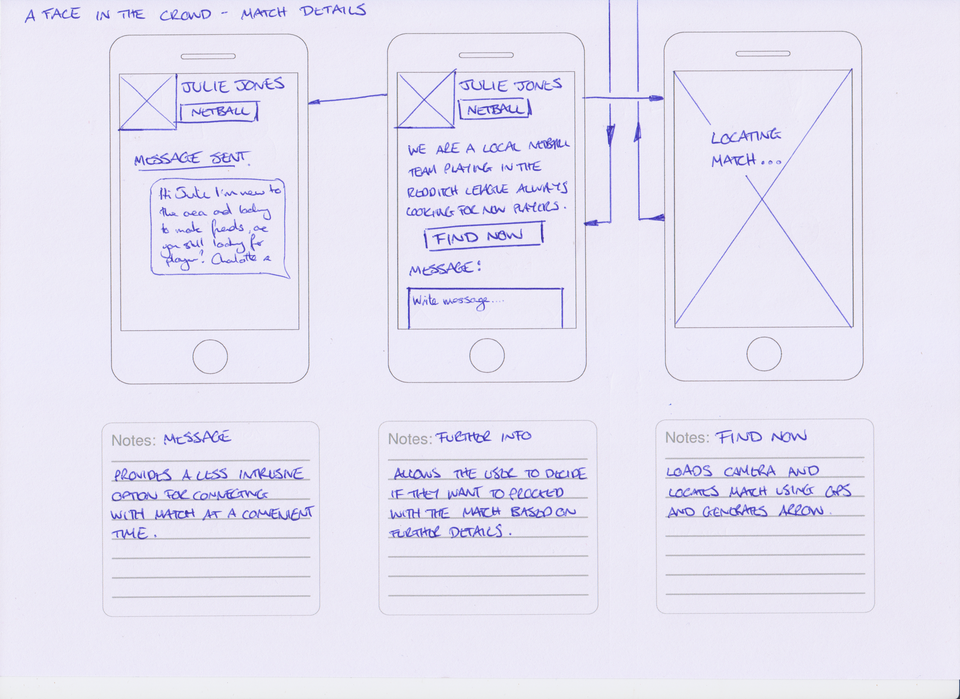 A FACE IN THE CROWD - MATCH DETAILS
JULIE JONES
NETBALL
MESSAGE SENT.
Hi Julie I'm new to
the area and looking
to make friends, are
you still looking for
players? Charlotte x
JULIE JONES
NETBALL
WE ARE A LOCAL NETBALL
TEAM PLAYING IN THE
REDDITCH LEAGUE ALWAYS
LOOKING FOR NEW PLAYERS.
FIND NOW
MESSAGE:
Write message....
LOCATING
MATCH...
Notes: MESSAGE
PROVIDES A LESS INTRUSIVE
OPTION FOR CONNECTING
WITH MATCH AT A CONVENIENT
TIME.
Notes: FURTHER INFO
ALLOWS THE USER TO DECIDE
IF THEY WANT TO PROCEED
WITH THE MATCH BASED ON
FURTHER DETAILS.
Notes: FIND NOW
LOADS CAMERA AND
LOCATES MATCH USING GPS
AND GENERATES ARROW.